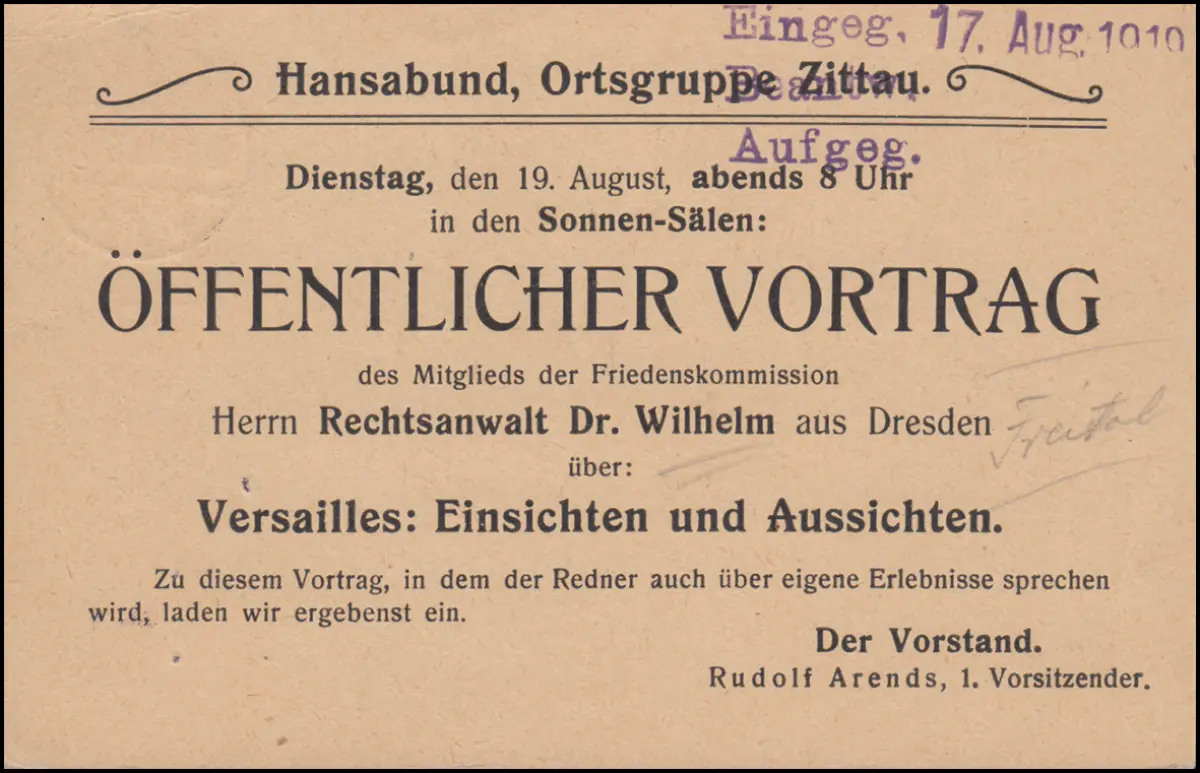 Eingeg. 17. Aug. 1919
Hansabund, Ortsgruppe Zittau.
Beantw.
Aufgeg.
Dienstag, den 19. August, abends 8 Uhr
in den Sonnen-Sälen:
ÖFFENTLICHER VORTRAG
des Mitglieds der Friedenskommission
Herrn Rechtsanwalt Dr. Wilhelm aus Dresden
Freital
über:
Versailles: Einsichten und Aussichten.
Zu diesem Vortrag, in dem der Redner auch über eigene Erlebnisse sprechen
wird, laden wir ergebenst ein.
Der Vorstand.
Rudolf Arends, 1. Vorsitzender.